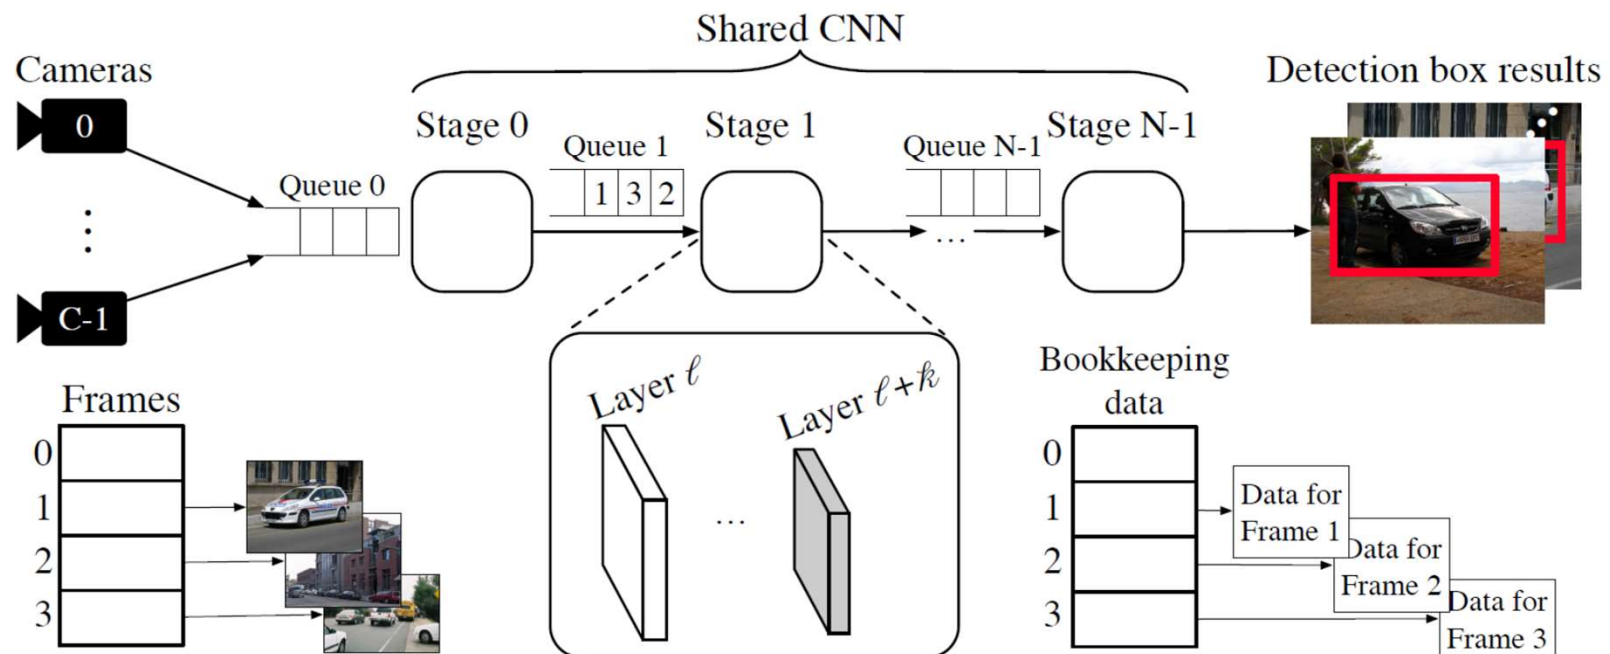 Shared CNN
Cameras
0
C-1
Queue 0
Stage 0
Queue 1
1 3 2
Stage 1
Queue N-1
...
Stage N-1
Detection box results
Frames
0
1
2
3
Layer ℓ
...
Layer ℓ+k
Bookkeeping
data
0
1
2
3
Data for
Frame 1
Data for
Frame 2
Data for
Frame 3